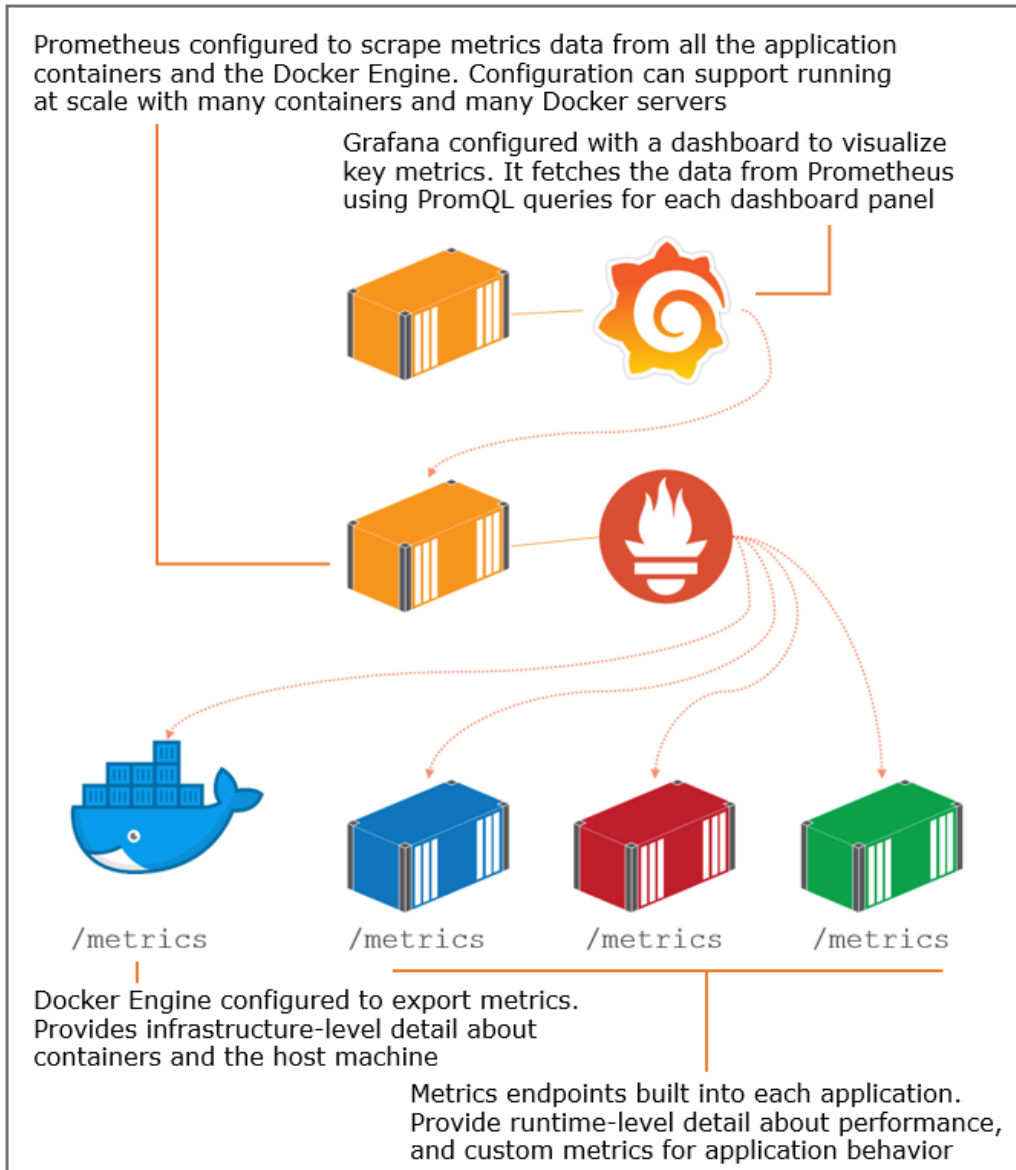 Prometheus configured to scrape metrics data from all the application
containers and the Docker Engine. Configuration can support running
at scale with many containers and many Docker servers
Grafana configured with a dashboard to visualize
key metrics. It fetches the data from Prometheus
using PromQL queries for each dashboard panel
/metrics
/metrics
/metrics
/metrics
Docker Engine configured to export metrics.
Provides infrastructure-level detail about
containers and the host machine
Metrics endpoints built into each application.
Provide runtime-level detail about performance,
and custom metrics for application behavior